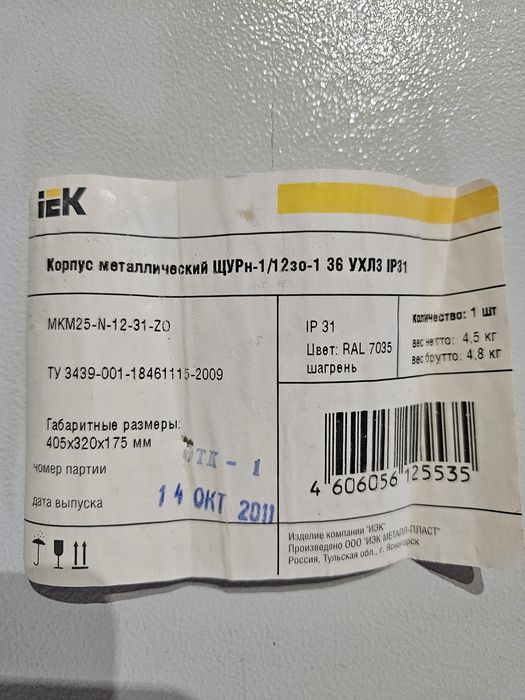 iEK
Корпус металлический ЩУРн-1/12зо-1 36 УХЛ3 IP31
MKM25-N-12-31-ZO
ТУ 3439-001-18461115-2009
Габаритные размеры:
405х320х175 мм
номер партии
ОТК - 1
дата выпуска
14 ОКТ 2011
IP 31
Цвет: RAL 7035
шагрень
Количество: 1 шт
вес нетто: 4,5 кг
вес брутто: 4,8 кг
4 606056 125535
Изделие компании "ИЭК"
Произведено ООО "ИЭК МЕТАЛЛ-ПЛАСТ"
Россия, Тульская обл., г. Ясногорск